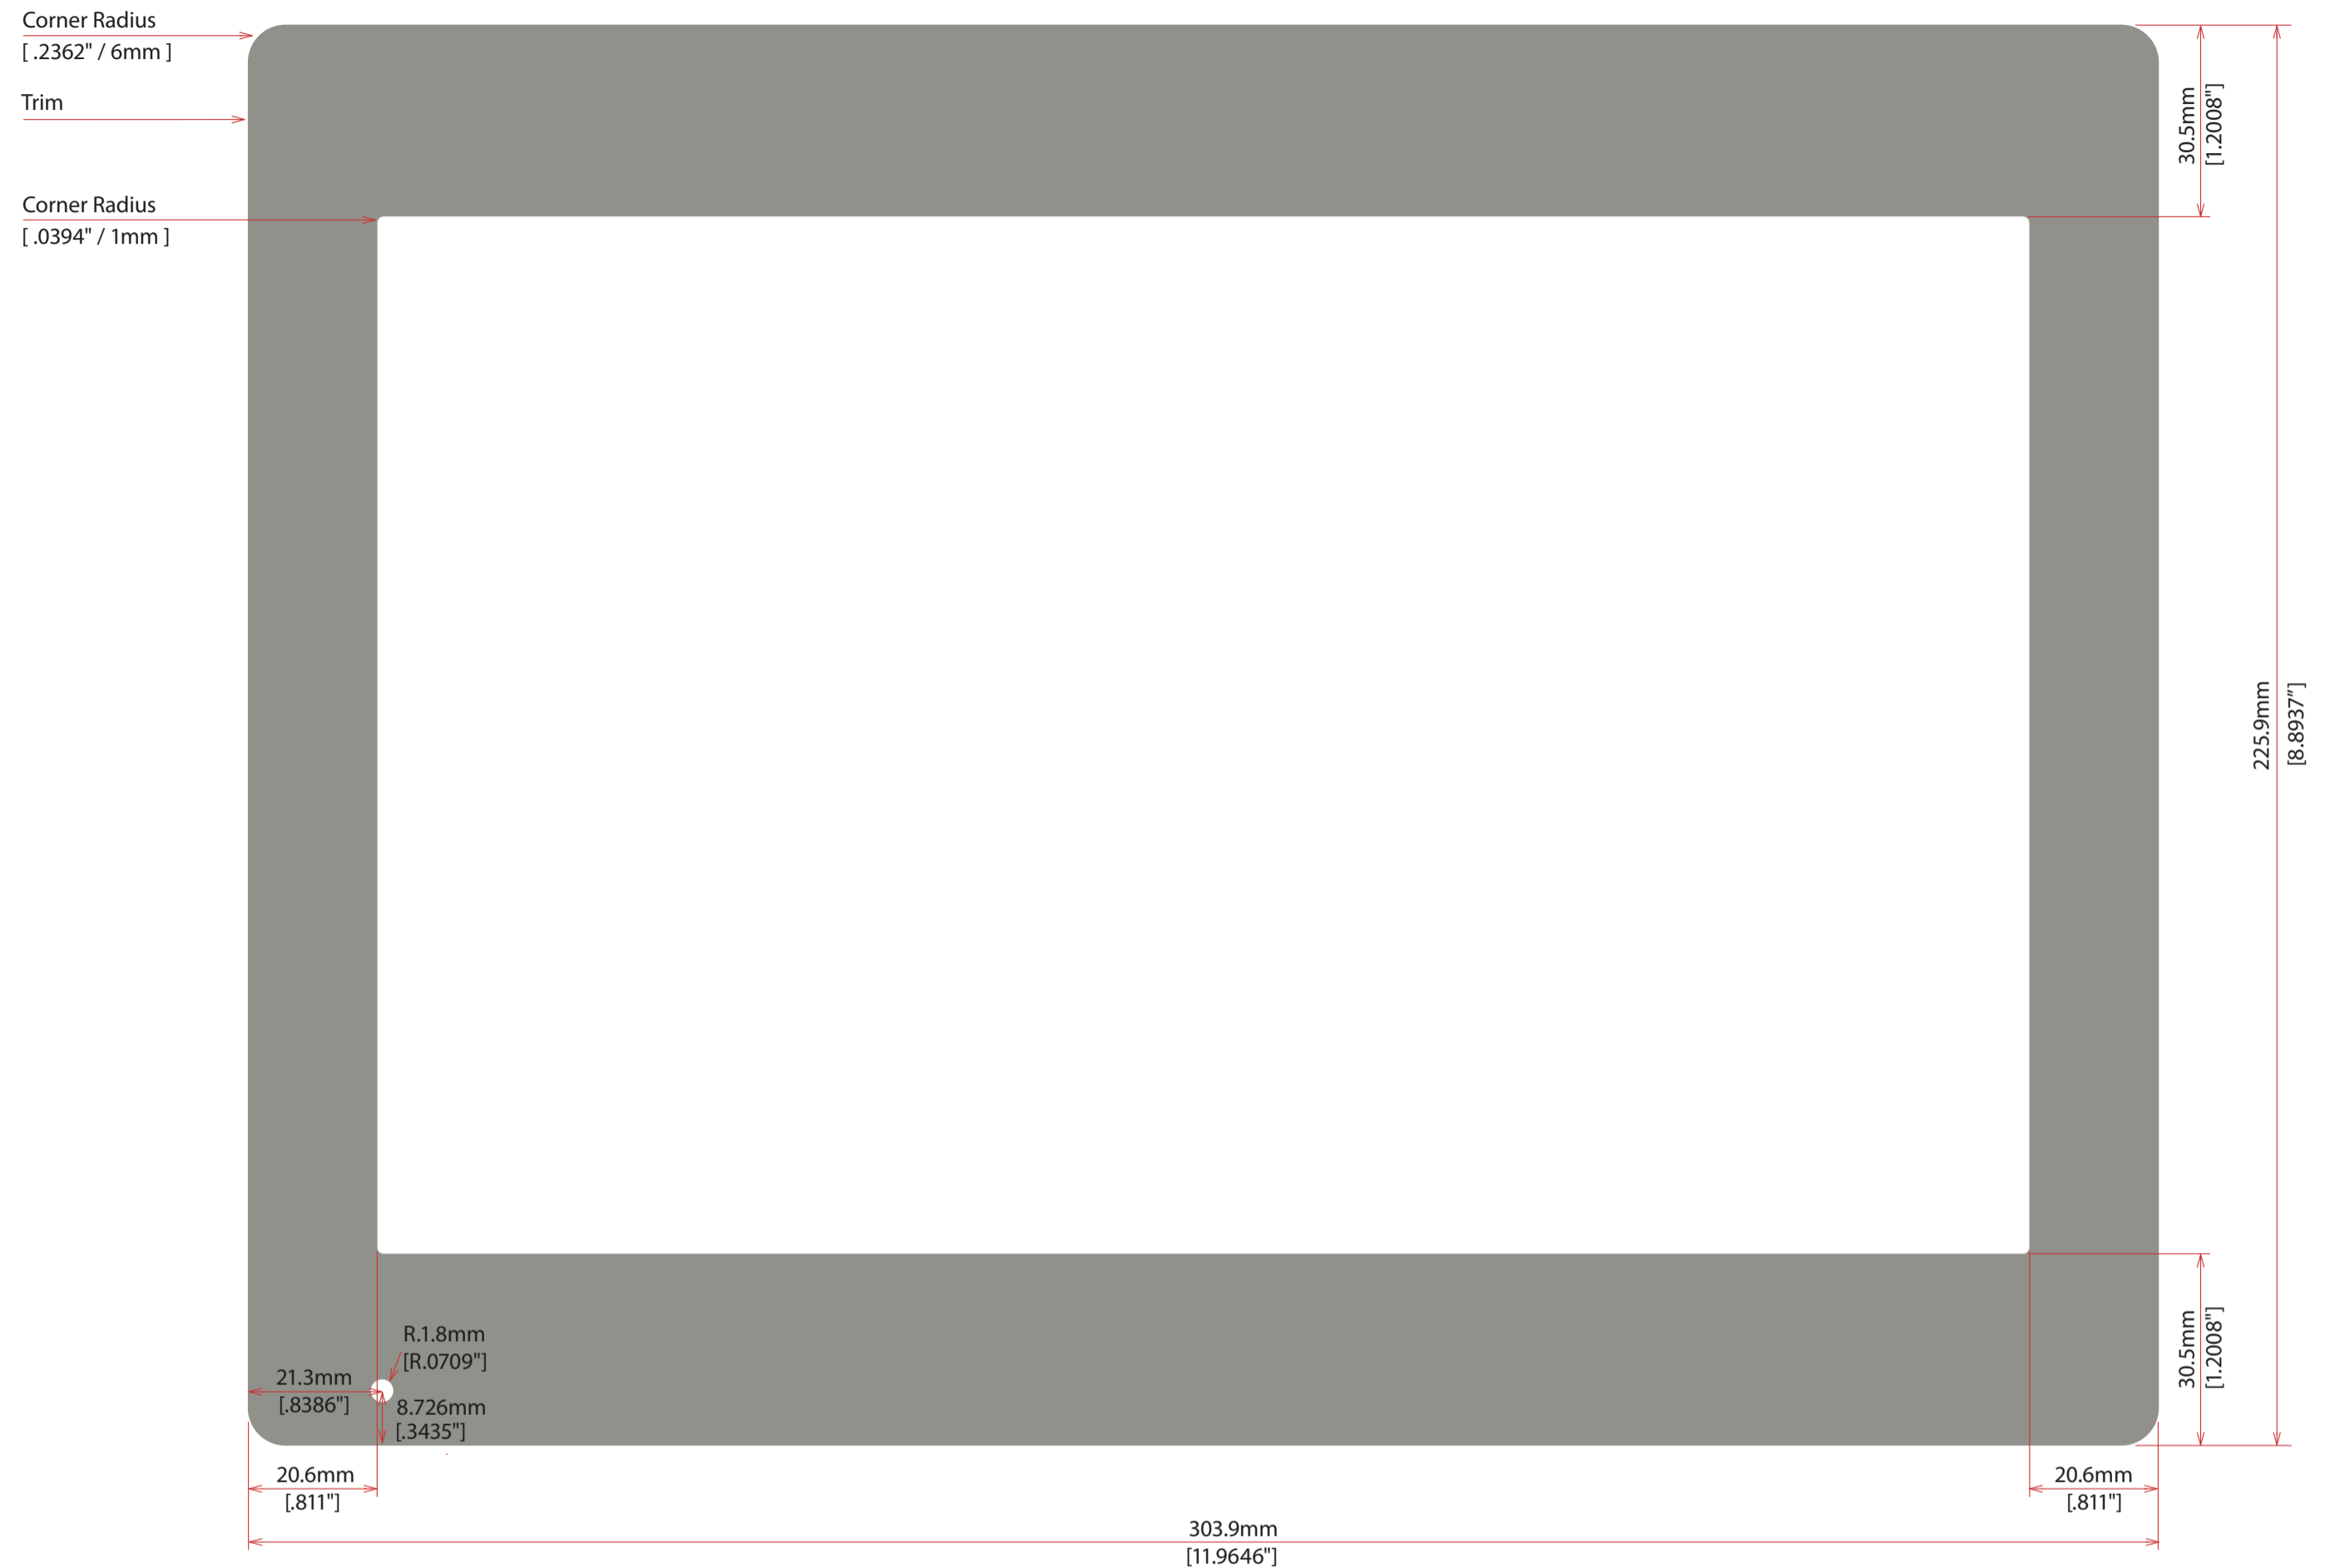 Corner Radius
[ .2362" / 6mm ]
Trim
Corner Radius
[ .0394" / 1mm ]
30.5mm
[1.2008"]
225.9mm
[8.8937”]
R.1.8mm
[R.0709"]
21.3mm
[.8386"]
8.726mm
[.3435"]
30.5mm
[1.2008"]
20.6mm
[.811"]
20.6mm
[.811"]
303.9mm
[11.9646"]